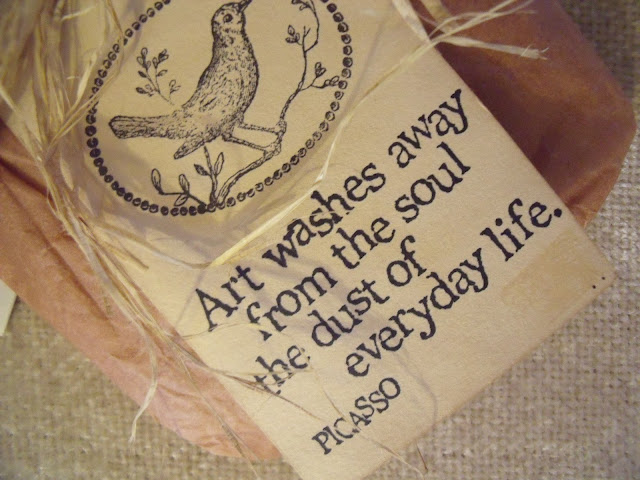 Art washes away
from the soul
the dust of
everyday life.
PICASSO